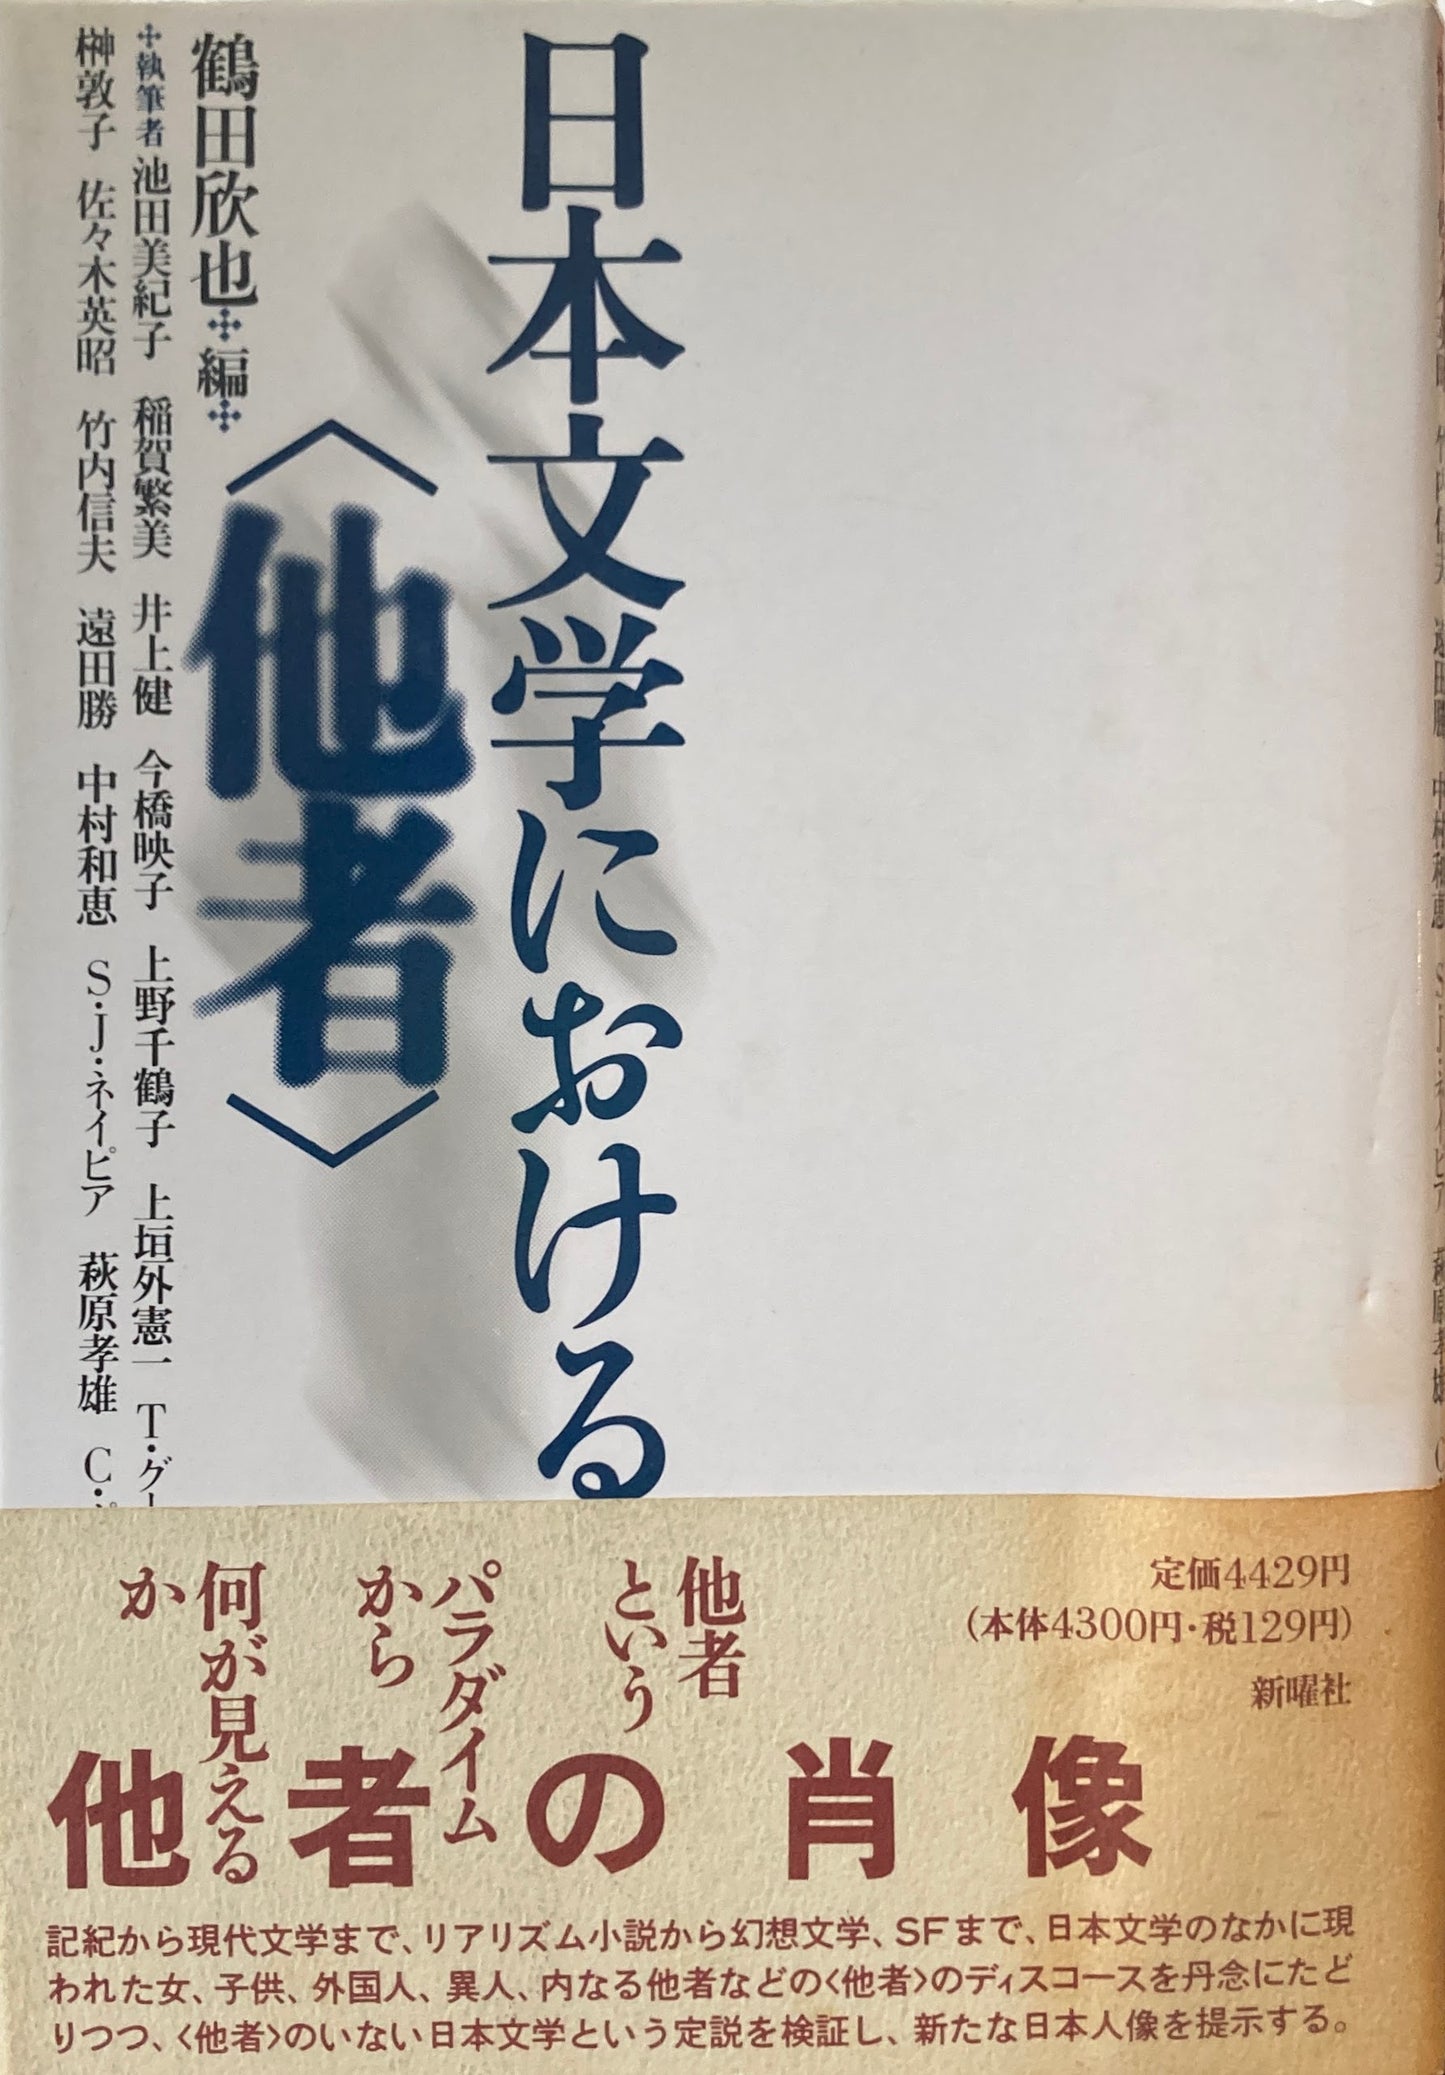 日本文学における
〈他者〉
鶴田欣也✣編✣
✣執筆者 池田美紀子 稲賀繁美 井上健 今橋映子 上野千鶴子 上垣外憲一 T・グー
榊敦子 佐々木英昭 竹内信夫 遠田勝 中村和恵 S・J・ネイピア 萩原孝雄 C・
定価4429円
(本体4300円・税129円)
新曜社
他者
という
パラダイム
から
何が見える
か
他者の肖像
記紀から現代文学まで、リアリズム小説から幻想文学、SFまで、日本文学のなかに現
われた女、子供、外国人、異人、内なる他者などの〈他者〉のディスコースを丹念にたど
りつつ、〈他者〉のいない日本文学という定説を検証し、新たな日本人像を提示する。